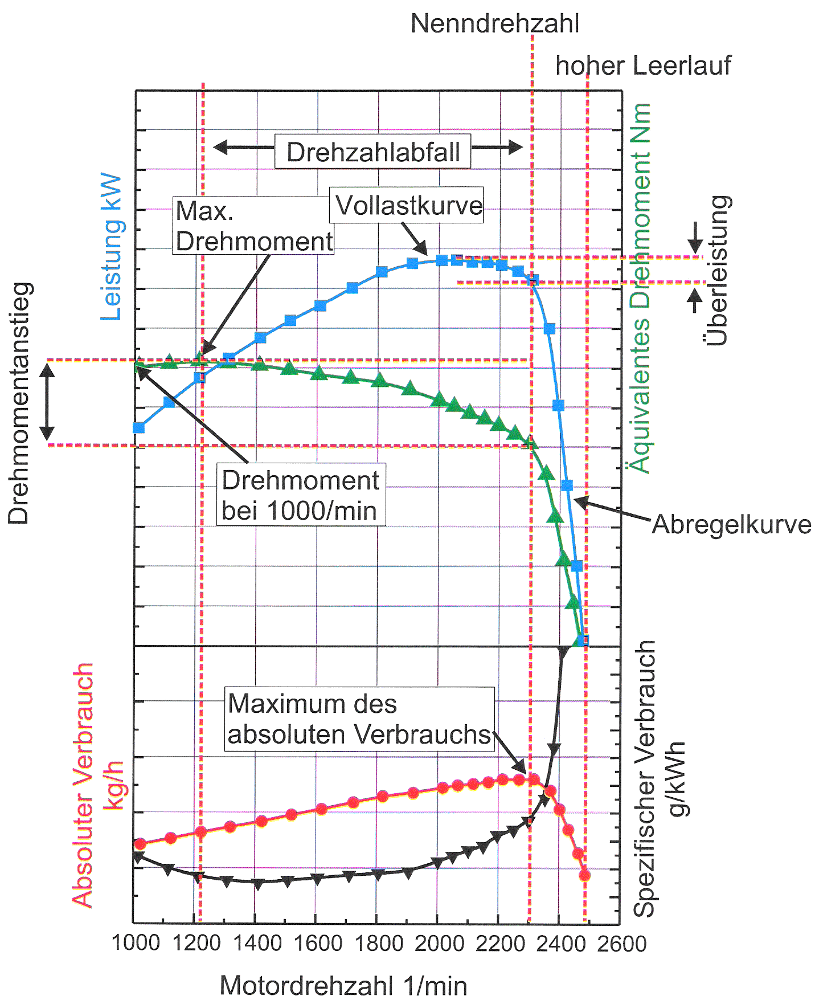 Nenndrehzahl
hoher Leerlauf
Drehzahlabfall
Vollastkurve
Max.
Drehmoment
Leistung kW
Äquivalentes Drehmoment Nm
Überleistung
Drehmomentanstieg
Drehmoment
bei 1000/min
Abregelkurve
Maximum des
absoluten Verbrauchs
Absoluter Verbrauch
kg/h
Spezifischer Verbrauch
g/kWh
1000 1200 1400 1600 1800 2000 2200 2400 2600
Motordrehzahl 1/min